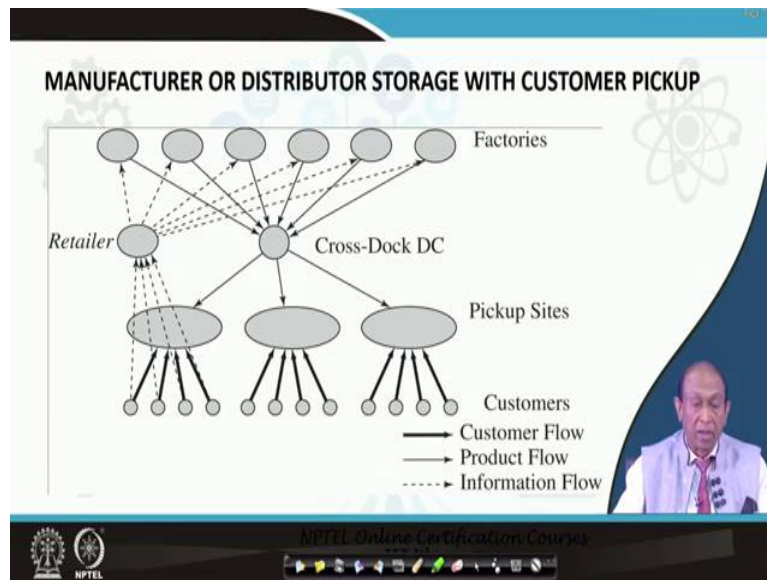 MANUFACTURER OR DISTRIBUTOR STORAGE WITH CUSTOMER PICKUP
Factories
Retailer
Cross-Dock DC
Pickup Sites
Customers
Customer Flow
Product Flow
Information Flow
NPTEL Online Certification Courses
NPTEL